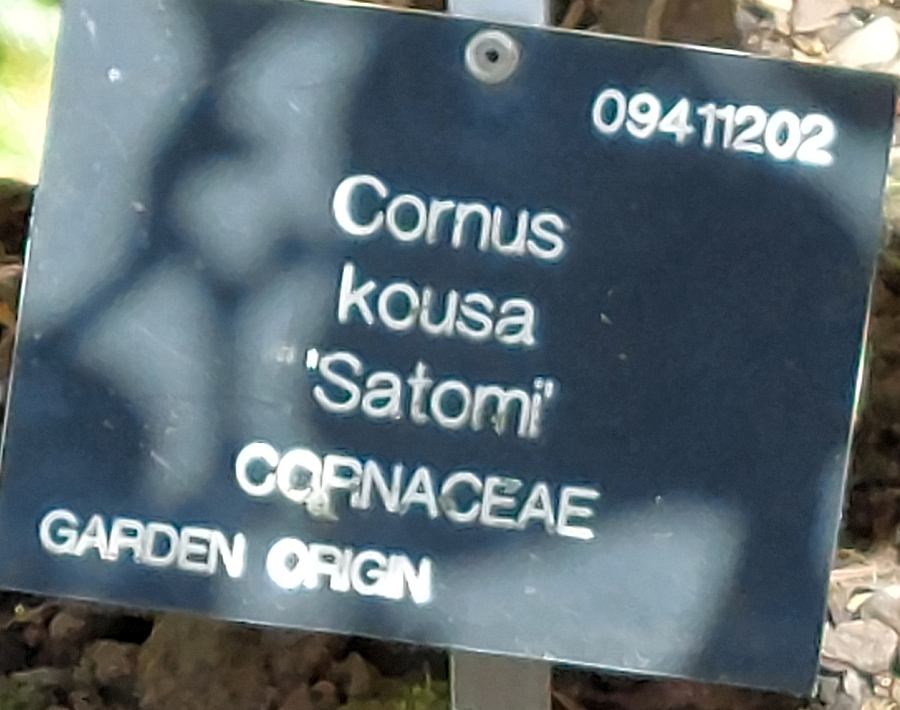 09411202
Cornus
kousa
'Satomi'
CORNACEAE
GARDEN ORIGIN